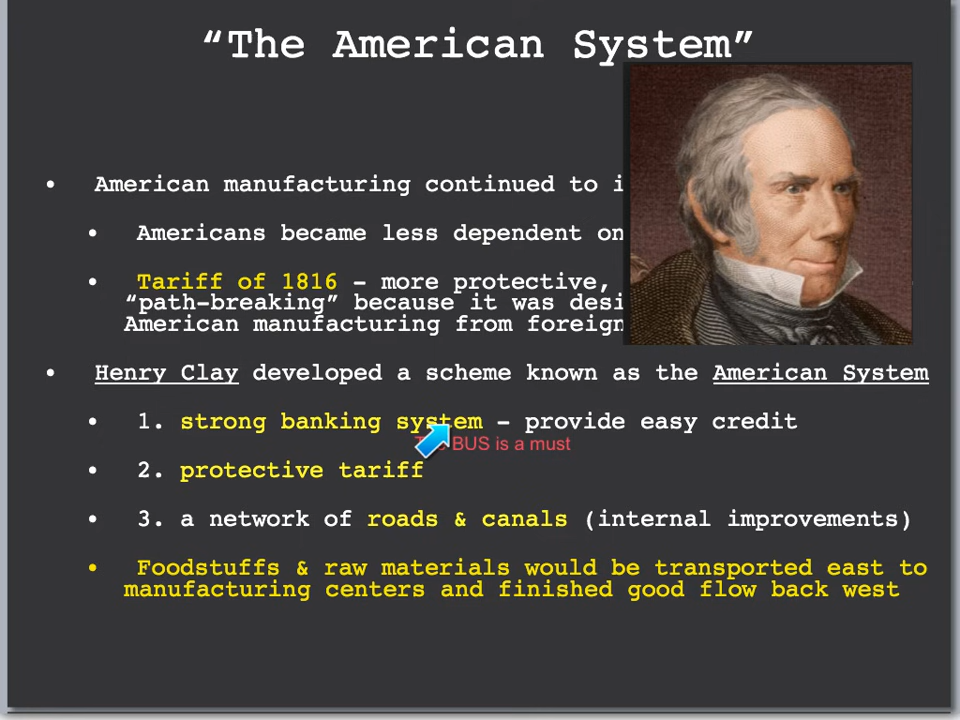 “The American System”
• American manufacturing continued to
• Americans became less dependent on
• Tariff of 1816 – more protective,
“path-breaking” because it was
American manufacturing from foreign
• Henry Clay developed a scheme known as the American System
• 1. strong banking system – provide easy credit
BUS is a must
• 2. protective tariff
• 3. a network of roads & canals (internal improvements)
• Foodstuffs & raw materials would be transported east to
manufacturing centers and finished good flow back west